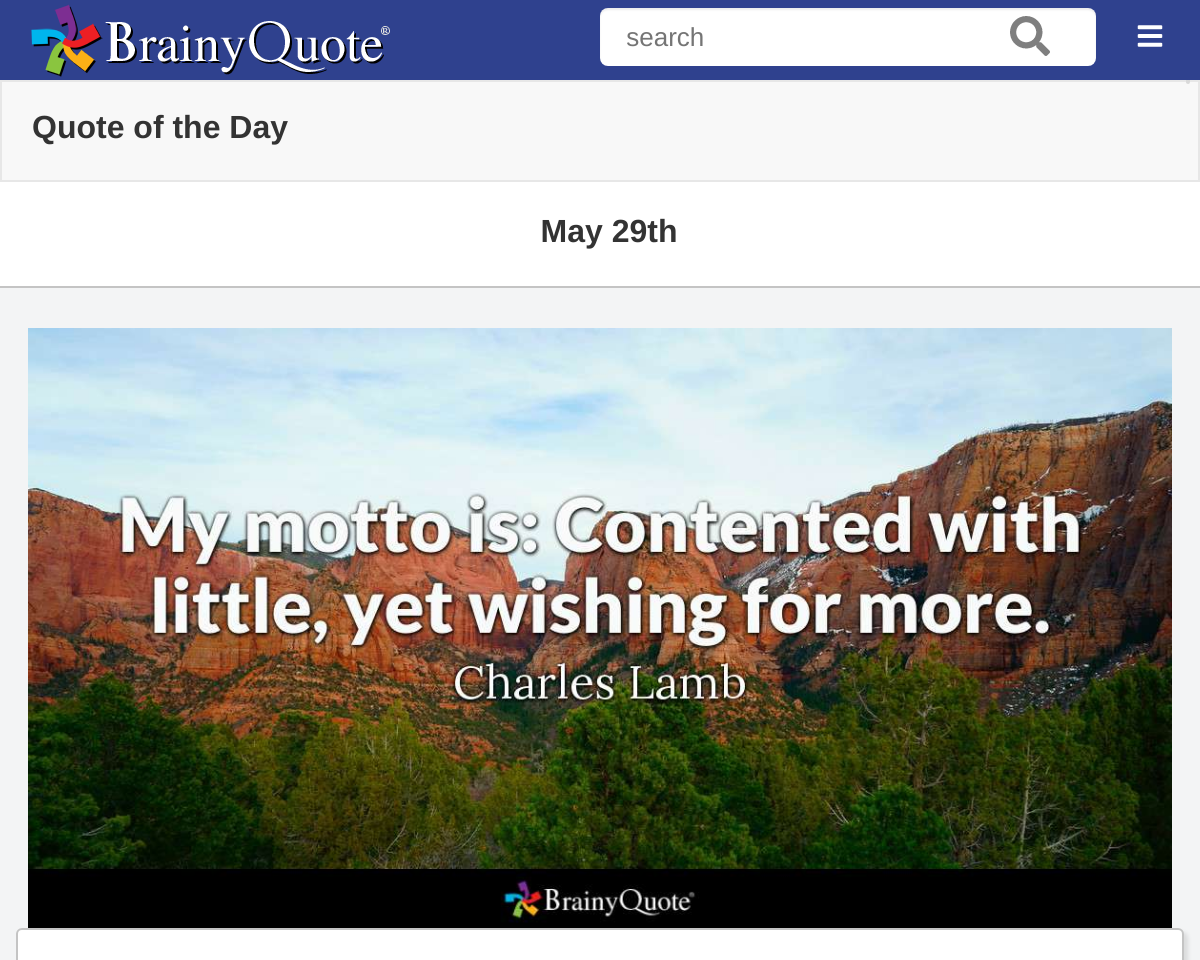 BrainyQuote®
search
Quote of the Day
May 29th
My motto is: Contented with
little, yet wishing for more.
Charles Lamb
BrainyQuote®